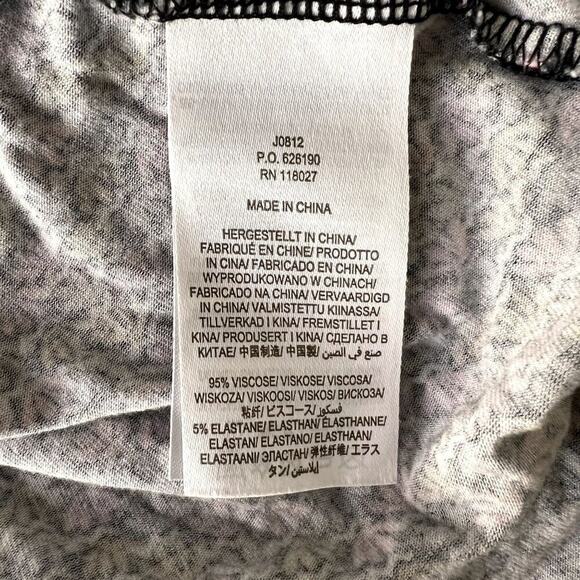 J0812
P.O. 626190
RN 118027
MADE IN CHINA
HERGESTELLT IN CHINA/
FABRIQUÉ EN CHINE/ PRODOTTO
IN CINA/ FABRICADO EN CHINA/
WYPRODUKOWANO W CHINACH/
FABRICADO NA CHINA/ VERVAARDIGD
IN CHINA/ VALMISTETTU KIINASSA/
TILLVERKAD I KINA/ FREMSTILLET I
KINA/ PRODUSERT I KINA/ СДЕЛАНО В
КИТАЕ/ 中国制造/ 中国製/ صنع في الصين
95% VISCOSE/ VISKOSE/ VISCOSA/
WISKOZA/ VISKOOSI/ VISKOS/ ВИСКОЗА/
粘纤/ ビスコース/ فسكوز/
5% ELASTANE/ ELASTHAN/ ÉLASTHANNE/
ELASTAN/ ELASTANO/ ELASTHAAN/
ELASTAANI/ ЭЛАСТАН/ 弹性纤维/ エラス
タン/ إيلاستين